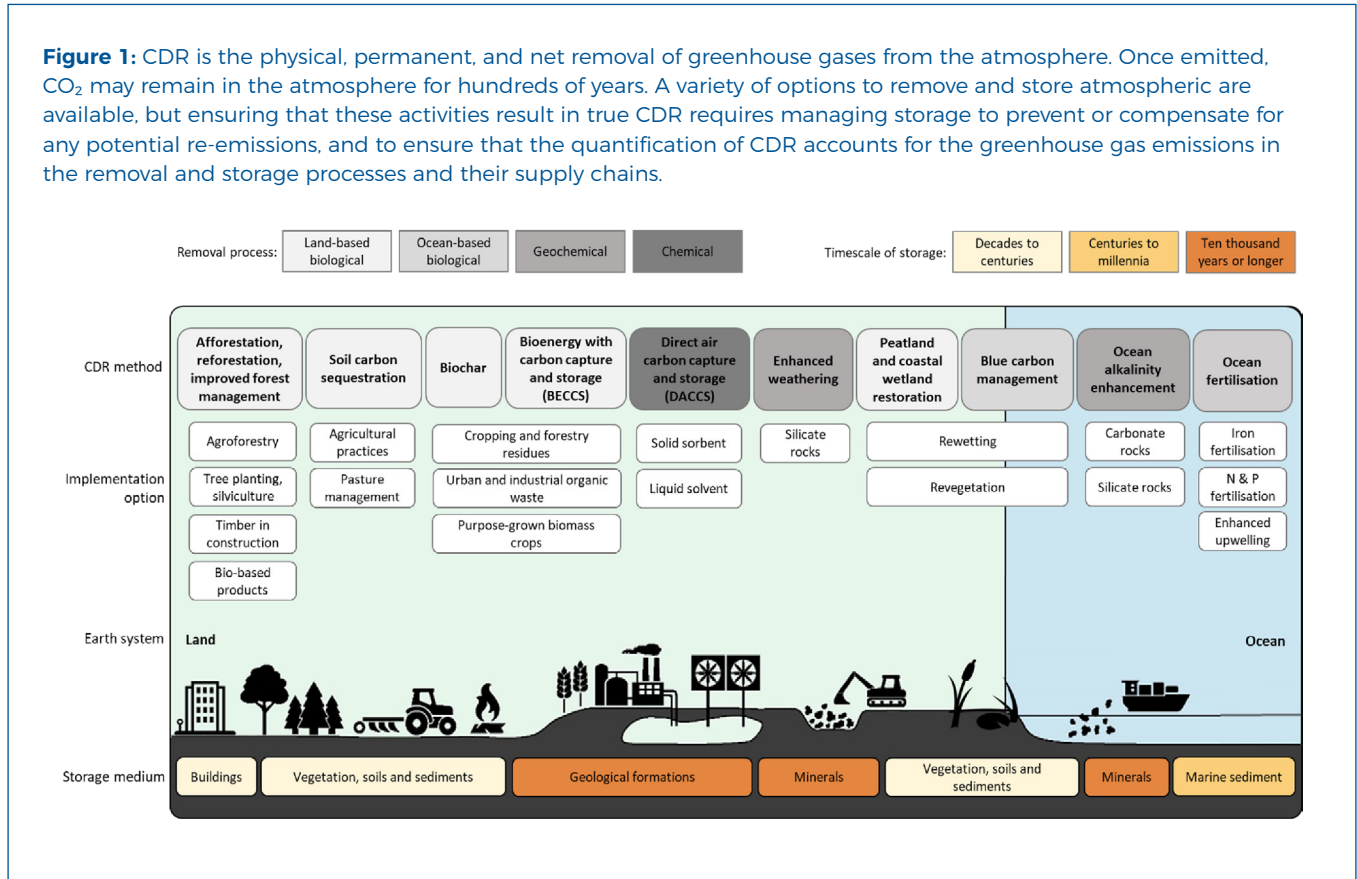 Figure 1: CDR is the physical, permanent, and net removal of greenhouse gases from the atmosphere. Once emitted,
CO₂ may remain in the atmosphere for hundreds of years. A variety of options to remove and store atmospheric are
available, but ensuring that these activities result in true CDR requires managing storage to prevent or compensate for
any potential re-emissions, and to ensure that the quantification of CDR accounts for the greenhouse gas emissions in
the removal and storage processes and their supply chains.
Removal process:
Land-based
biological
Ocean-based
biological
Geochemical
Chemical
Timescale of storage:
Decades to
centuries
Centuries to
millennia
Ten thousand
years or longer
CDR method
Afforestation,
reforestation,
improved forest
management
Soil carbon
sequestration
Biochar
Bioenergy with
carbon capture
and storage
(BECCS)
Direct air
carbon capture
and storage
(DACCS)
Enhanced
weathering
Peatland
and coastal
wetland
restoration
Blue carbon
management
Ocean
alkalinity
enhancement
Ocean
fertilisation
Implementation
option
Agroforestry
Tree planting,
silviculture
Timber in
construction
Bio-based
products
Agricultural
practices
Pasture
management
Cropping and forestry
residues
Urban and industrial organic
waste
Purpose-grown biomass
crops
Solid sorbent
Liquid solvent
Silicate
rocks
Rewetting
Revegetation
Carbonate
rocks
Silicate rocks
Iron
fertilisation
N & P
fertilisation
Enhanced
upwelling
Earth system
Land
Ocean
Storage medium
Buildings
Vegetation, soils and sediments
Geological formations
Minerals
Vegetation, soils and
sediments
Minerals
Marine sediment